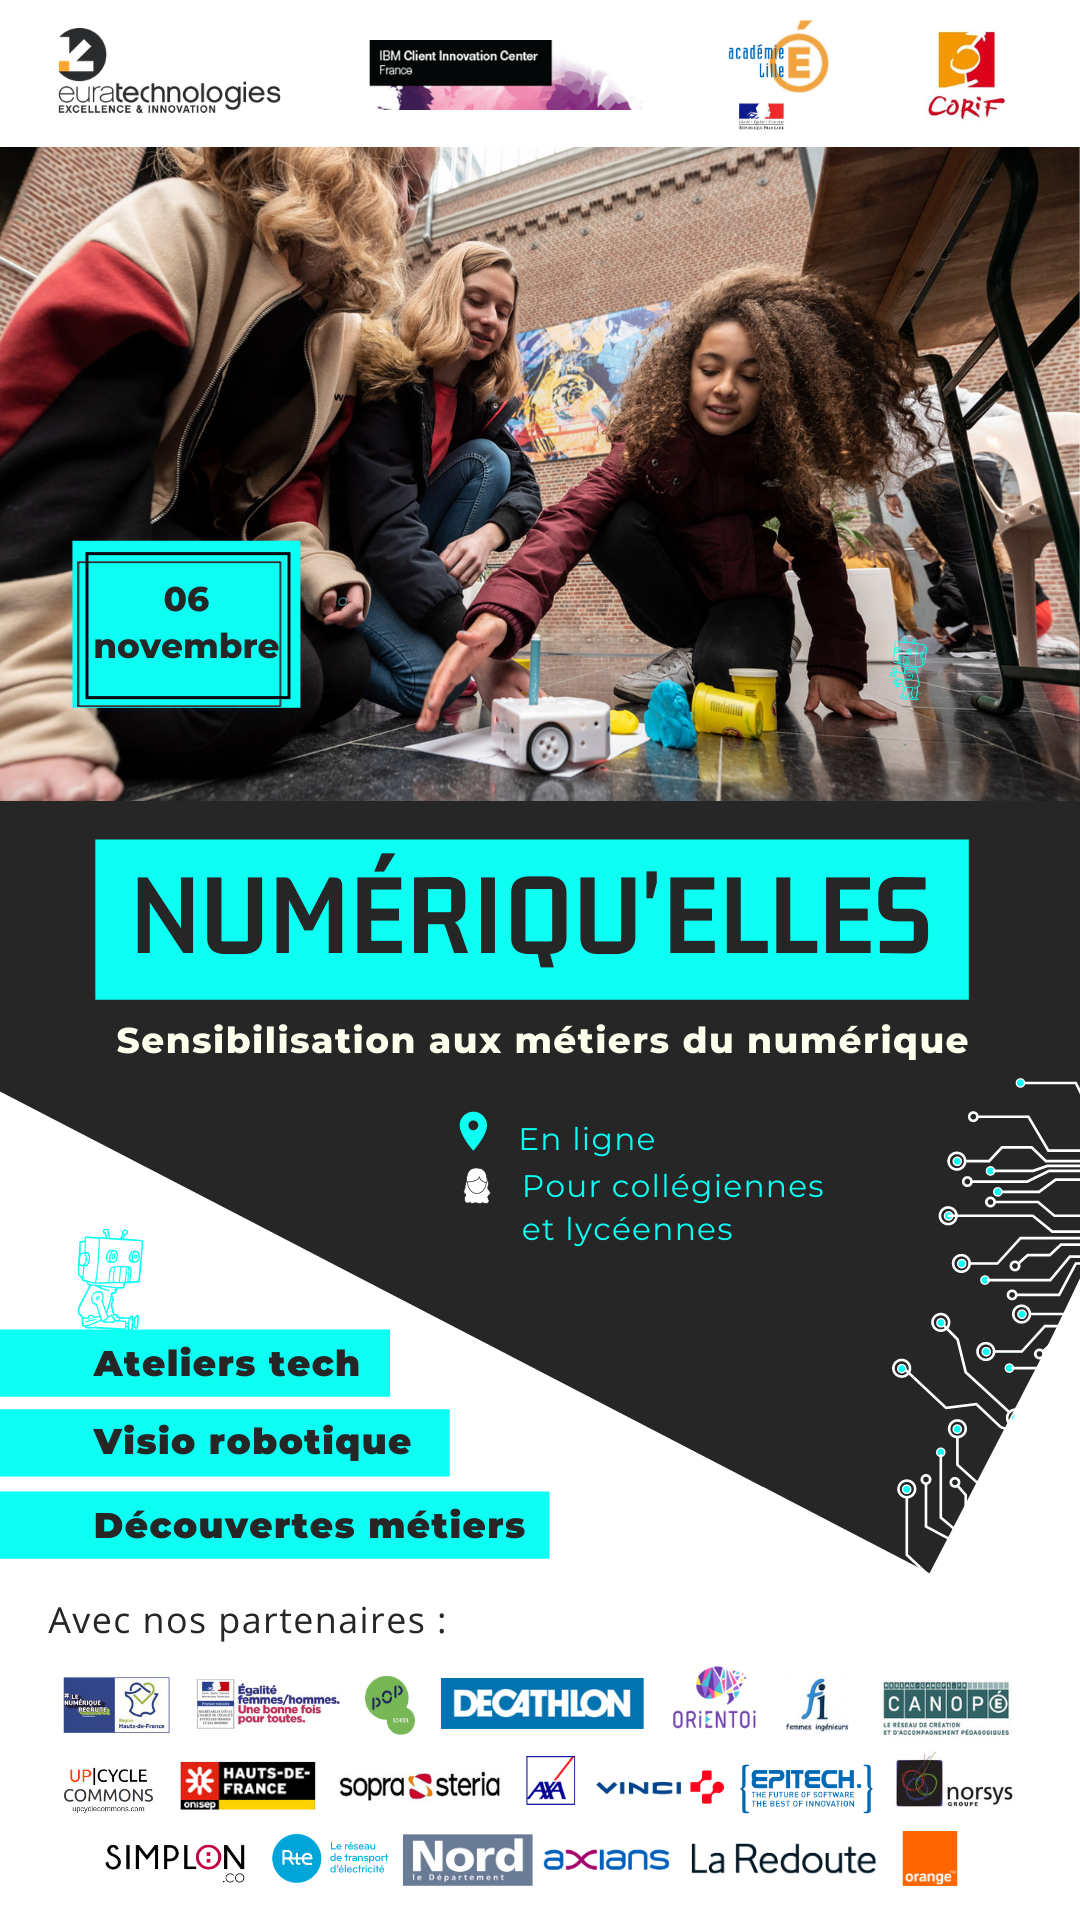 euratechnologies
EXCELLENCE & INNOVATION
IBM Client Innovation Center
France
académie
Lille
É
CORIF
06
novembre
NUMÉRIQU'ELLES
Sensibilisation aux métiers du numérique
En ligne
Pour collégiennes
et lycéennes
Ateliers tech
Visio robotique
Découvertes métiers
Avec nos partenaires :
# LE
NUMÉRIQUE
RECRUTE
Région
Hauts-de-France
Égalité
femmes/hommes.
Une bonne fois
pour toutes.
POP
SCHOOL
DECATHLON
ORiENTOi
fi
femmes ingénieurs
CANOPÉ
LE RÉSEAU DE CRÉATION
ET D'ACCOMPAGNEMENT PÉDAGOGIQUES
UP|CYCLE
COMMONS
upcyclecommons.com
onisep
HAUTS-DE-
FRANCE
sopra steria
AXA
VINCI
{EPITECH.}
THE FUTURE OF SOFTWARE
THE BEST OF INNOVATION
norsys
GROUPE
SIMPLON
.CO
Rte
Le réseau
de transport
d'électricité
Nord
le Département
axians
La Redoute
orange